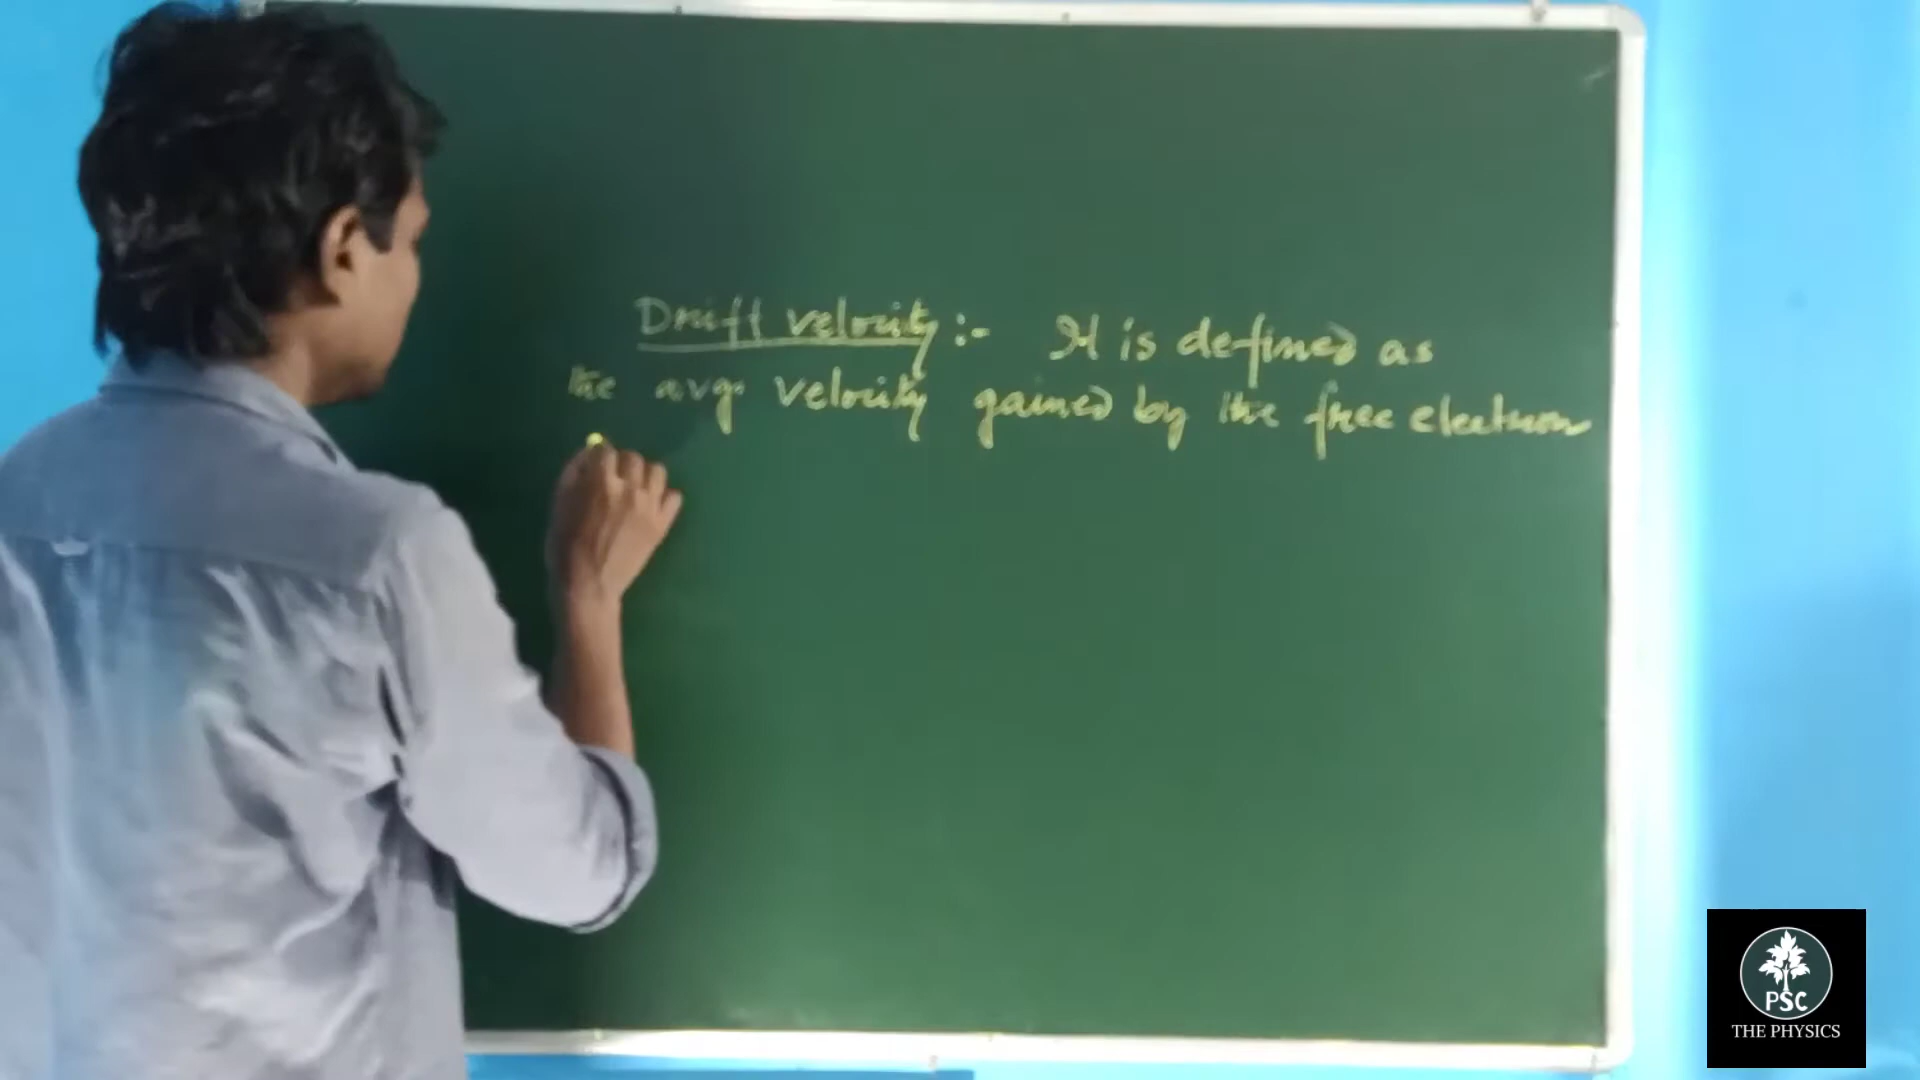 Drift velocity :- It is defined as
the avg. velocity gained by the free electron
PSC
THE PHYSICS